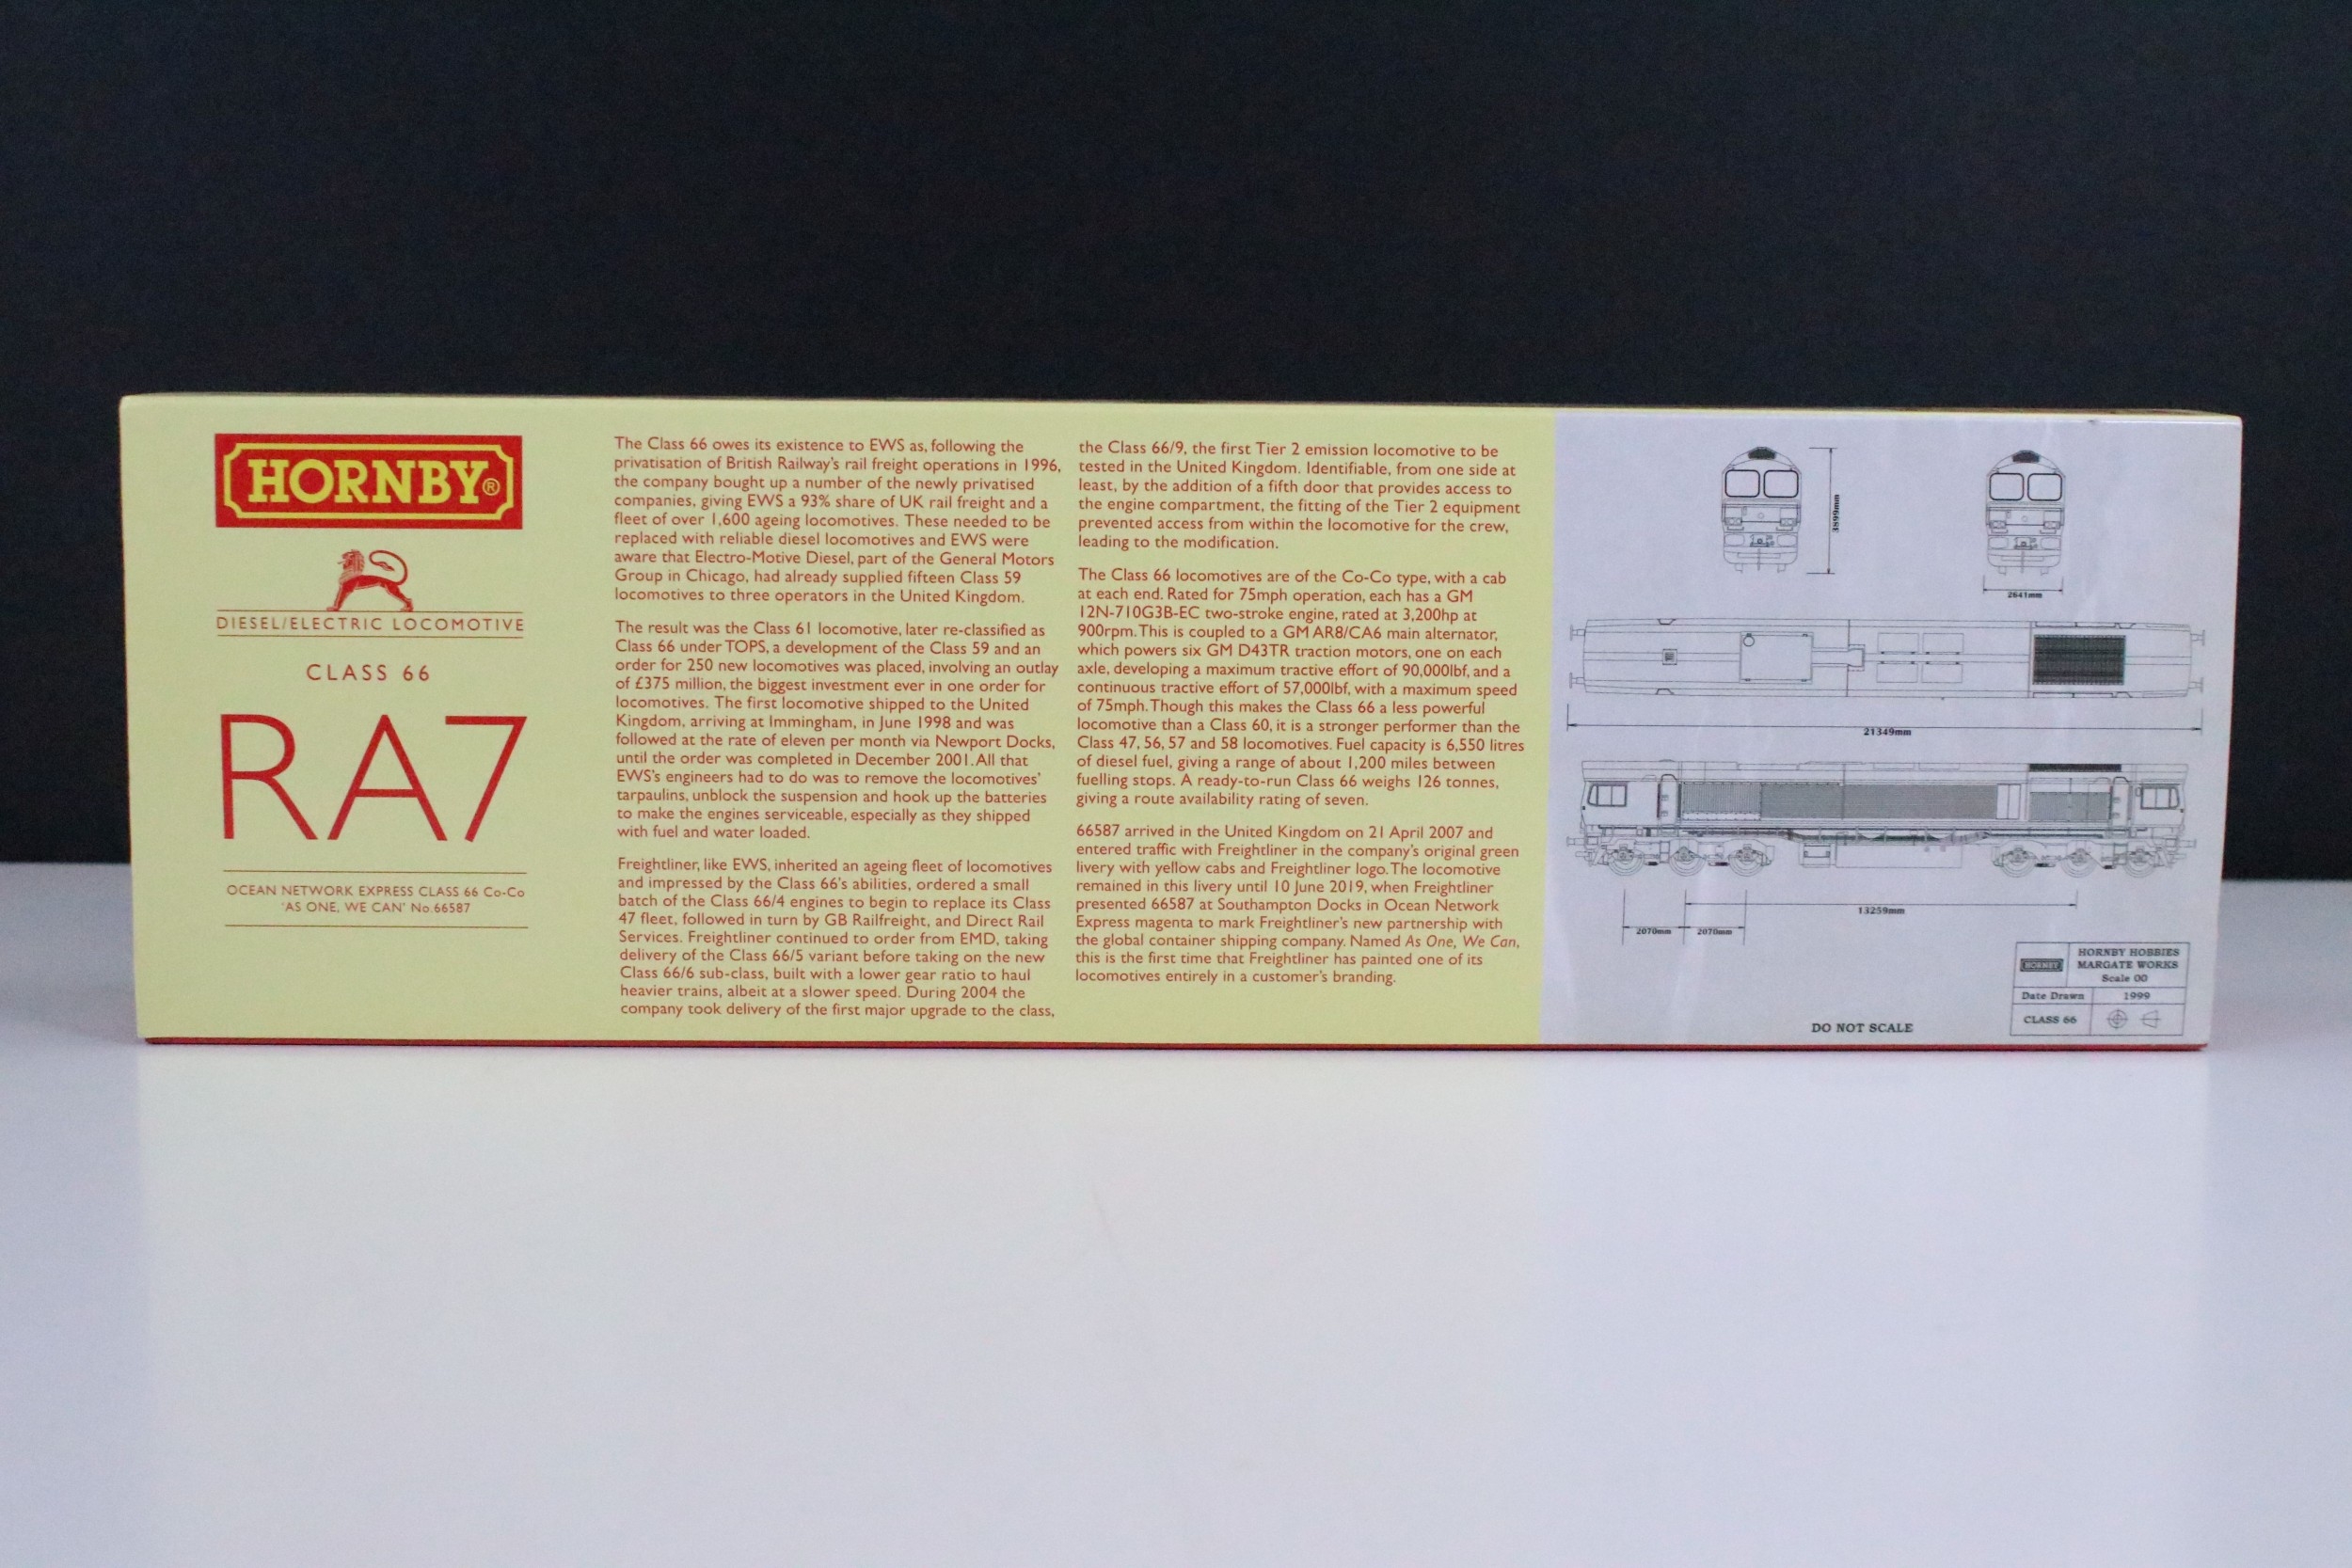 HORNBY®
DIESEL/ELECTRIC LOCOMOTIVE
CLASS 66
RA7
OCEAN NETWORK EXPRESS CLASS 66 Co-Co
'AS ONE, WE CAN' No.66587
The Class 66 owes its existence to EWS as, following the
privatisation of British Railway's rail freight operations in 1996,
the company bought up a number of the newly privatised
companies, giving EWS a 93% share of UK rail freight and a
fleet of over 1,600 ageing locomotives. These needed to be
replaced with reliable diesel locomotives and EWS were
aware that Electro-Motive Diesel, part of the General Motors
Group in Chicago, had already supplied fifteen Class 59
locomotives to three operators in the United Kingdom.
The result was the Class 61 locomotive, later re-classified as
Class 66 under TOPS, a development of the Class 59 and an
order for 250 new locomotives was placed, involving an outlay
of £375 million, the biggest investment ever in one order for
locomotives. The first locomotive shipped to the United
Kingdom, arriving at Immingham, in June 1998 and was
followed at the rate of eleven per month via Newport Docks,
until the order was completed in December 2001. All that
EWS's engineers had to do was to remove the locomotives'
tarpaulins, unblock the suspension and hook up the batteries
to make the engines serviceable, especially as they shipped
with fuel and water loaded.
Freightliner, like EWS, inherited an ageing fleet of locomotives
and impressed by the Class 66's abilities, ordered a small
batch of the Class 66/4 engines to begin to replace its Class
47 fleet, followed in turn by GB Railfreight, and Direct Rail
Services. Freightliner continued to order from EMD, taking
delivery of the Class 66/5 variant before taking on the new
Class 66/6 sub-class, built with a lower gear ratio to haul
heavier trains, albeit at a slower speed. During 2004 the
company took delivery of the first major upgrade to the class,
the Class 66/9, the first Tier 2 emission locomotive to be
tested in the United Kingdom. Identifiable, from one side at
least, by the addition of a fifth door that provides access to
the engine compartment, the fitting of the Tier 2 equipment
prevented access from within the locomotive for the crew,
leading to the modification.
The Class 66 locomotives are of the Co-Co type, with a cab
at each end. Rated for 75mph operation, each has a GM
12N-710G3B-EC two-stroke engine, rated at 3,200hp at
900rpm. This is coupled to a GM AR8/CA6 main alternator,
which powers six GM D43TR traction motors, one on each
axle, developing a maximum tractive effort of 90,000lbf, and a
continuous tractive effort of 57,000lbf, with a maximum speed
of 75mph. Though this makes the Class 66 a less powerful
locomotive than a Class 60, it is a stronger performer than the
Class 47, 56, 57 and 58 locomotives. Fuel capacity is 6,550 litres
of diesel fuel, giving a range of about 1,200 miles between
fuelling stops. A ready-to-run Class 66 weighs 126 tonnes,
giving a route availability rating of seven.
66587 arrived in the United Kingdom on 21 April 2007 and
entered traffic with Freightliner in the company's original green
livery with yellow cabs and Freightliner logo. The locomotive
remained in this livery until 10 June 2019, when Freightliner
presented 66587 at Southampton Docks in Ocean Network
Express magenta to mark Freightliner's new partnership with
the global container shipping company. Named As One, We Can,
this is the first time that Freightliner has painted one of its
locomotives entirely in a customer's branding.
3899mm
2641mm
21349mm
13259mm
2070mm 2070mm
DO NOT SCALE
HORNBY
HORNBY HOBBIES
MARGATE WORKS
Scale 00
Date Drawn 1999
CLASS 66